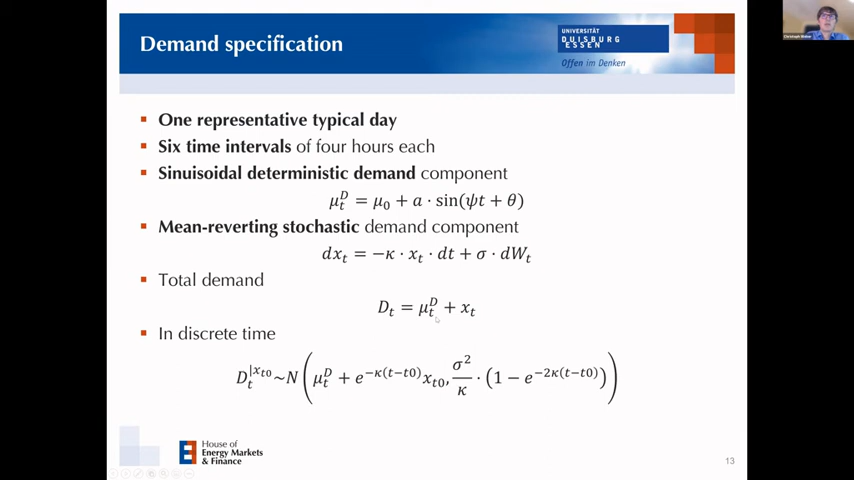 Demand specification
UNIVERSITÄT
DUISBURG
ESSEN
Offen im Denken
▪ One representative typical day
▪ Six time intervals of four hours each
▪ Sinuisoidal deterministic demand component
μ_t^D = μ_0 + a · sin(ψt + θ)
▪ Mean-reverting stochastic demand component
dx_t = −κ · x_t · dt + σ · dW_t
▪ Total demand
D_t = μ_t^D + x_t
▪ In discrete time
D_t^{|x_{t0}} ~ N(μ_t^D + e^{−κ(t−t0)} x_{t0}, σ²/κ · (1 − e^{−2κ(t−t0)}))
House of
Energy Markets
& Finance
13